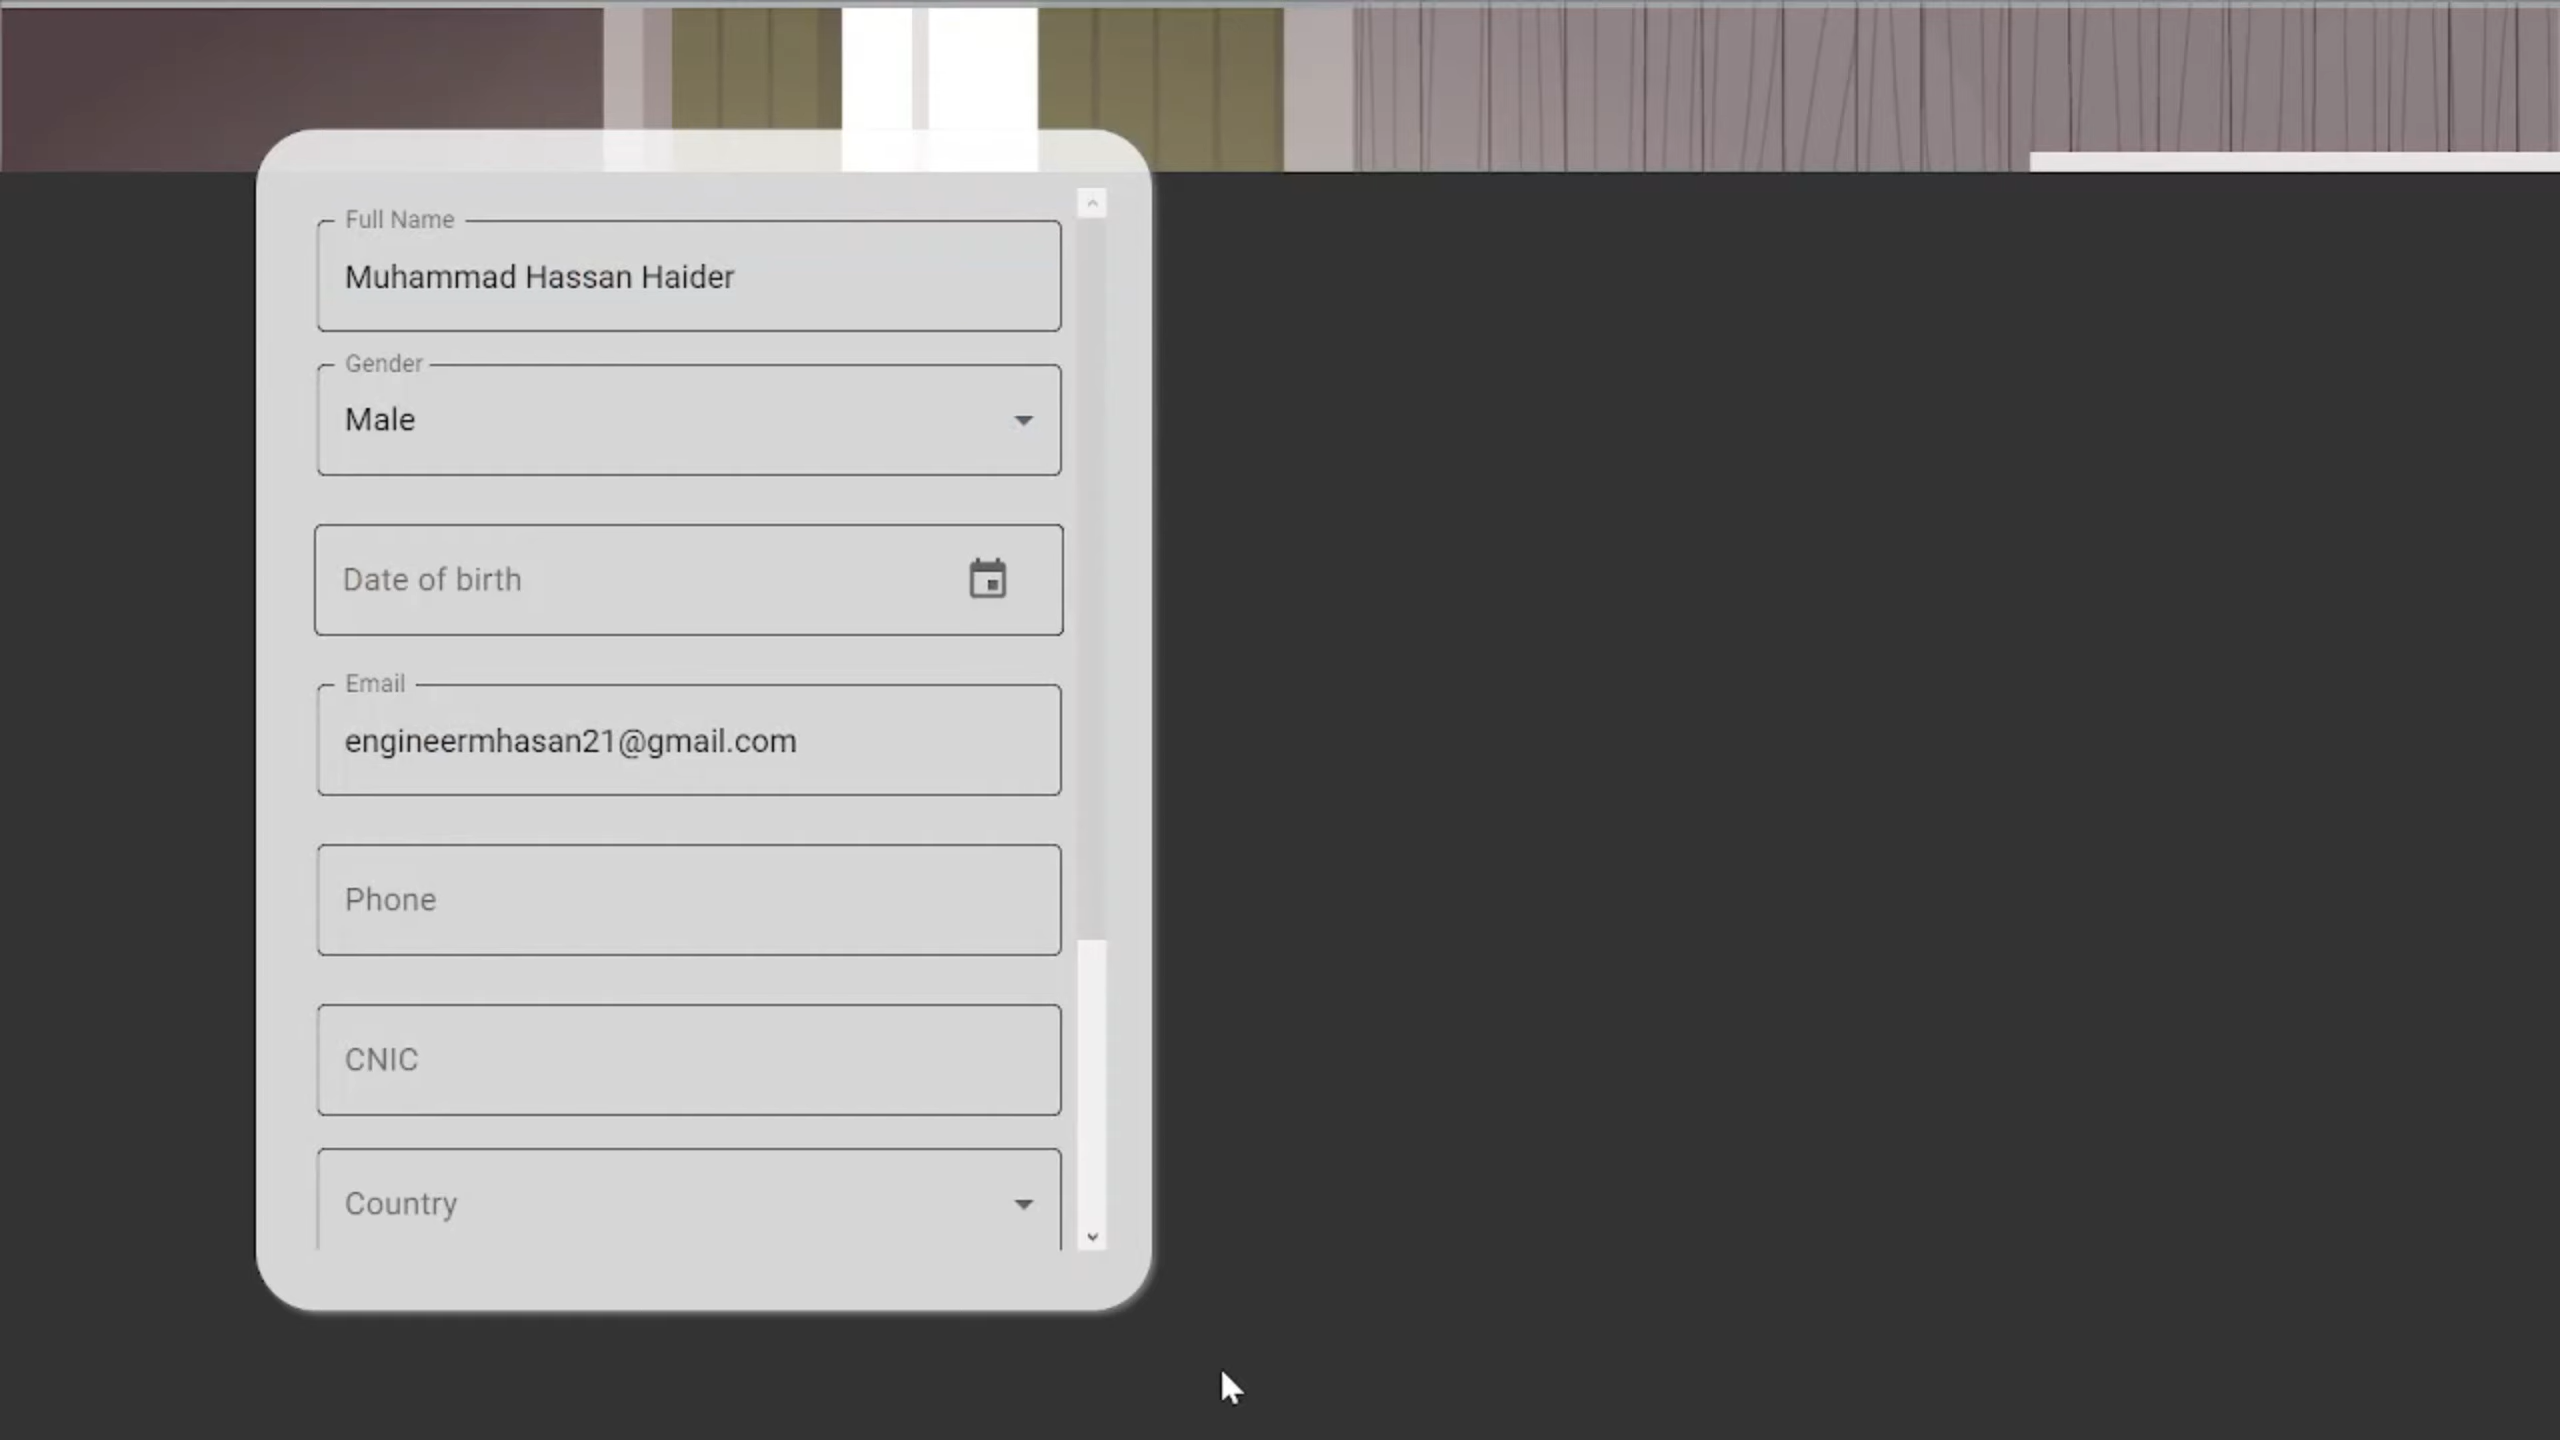 Full Name
Muhammad Hassan Haider
Gender
Male
Date of birth
Email
engineermhasan21@gmail.com
Phone
CNIC
Country